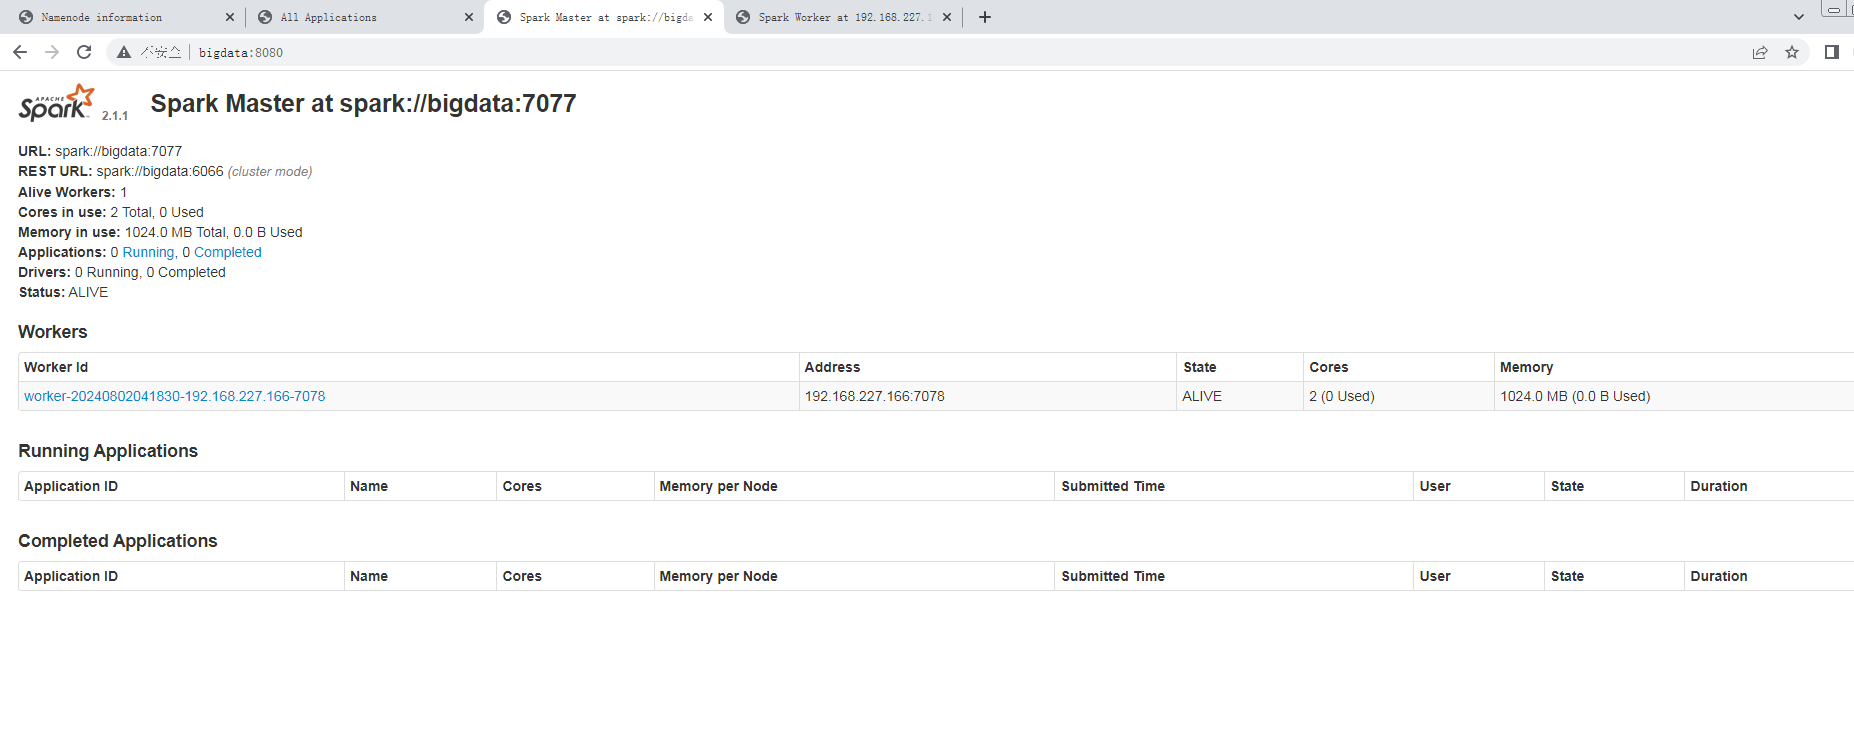 Namenode information
All Applications
Spark Master at spark://bigda
Spark Worker at 192.168.227.1
不安全 bigdata:8080
APACHE
Spark 2.1.1 Spark Master at spark://bigdata:7077
URL: spark://bigdata:7077
REST URL: spark://bigdata:6066 (cluster mode)
Alive Workers: 1
Cores in use: 2 Total, 0 Used
Memory in use: 1024.0 MB Total, 0.0 B Used
Applications: 0 Running, 0 Completed
Drivers: 0 Running, 0 Completed
Status: ALIVE
Workers
Worker Id Address State Cores Memory
worker-20240802041830-192.168.227.166-7078 192.168.227.166:7078 ALIVE 2 (0 Used) 1024.0 MB (0.0 B Used)
Running Applications
Application ID Name Cores Memory per Node Submitted Time User State Duration
Completed Applications
Application ID Name Cores Memory per Node Submitted Time User State Duration